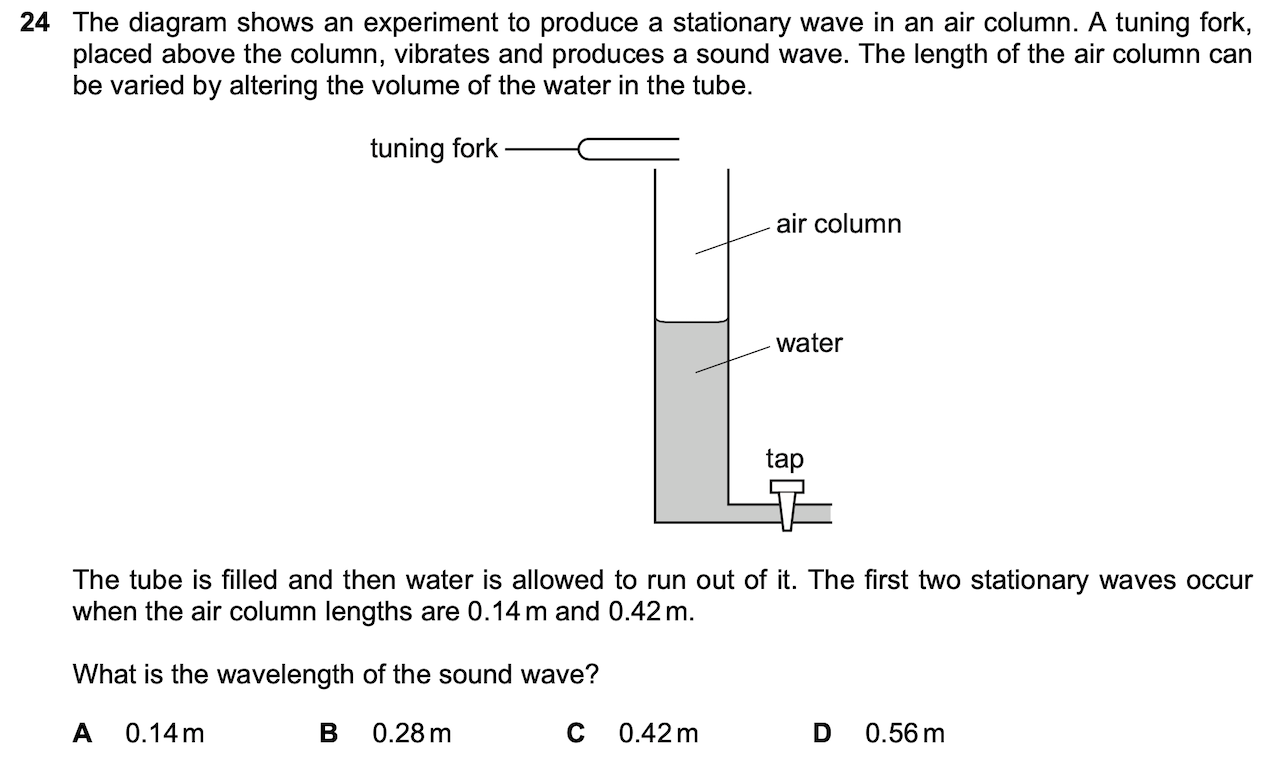 24 The diagram shows an experiment to produce a stationary wave in an air column. A tuning fork,
placed above the column, vibrates and produces a sound wave. The length of the air column can
be varied by altering the volume of the water in the tube.
tuning fork
air column
water
tap
The tube is filled and then water is allowed to run out of it. The first two stationary waves occur
when the air column lengths are 0.14 m and 0.42 m.
What is the wavelength of the sound wave?
A 0.14 m B 0.28 m C 0.42 m D 0.56 m